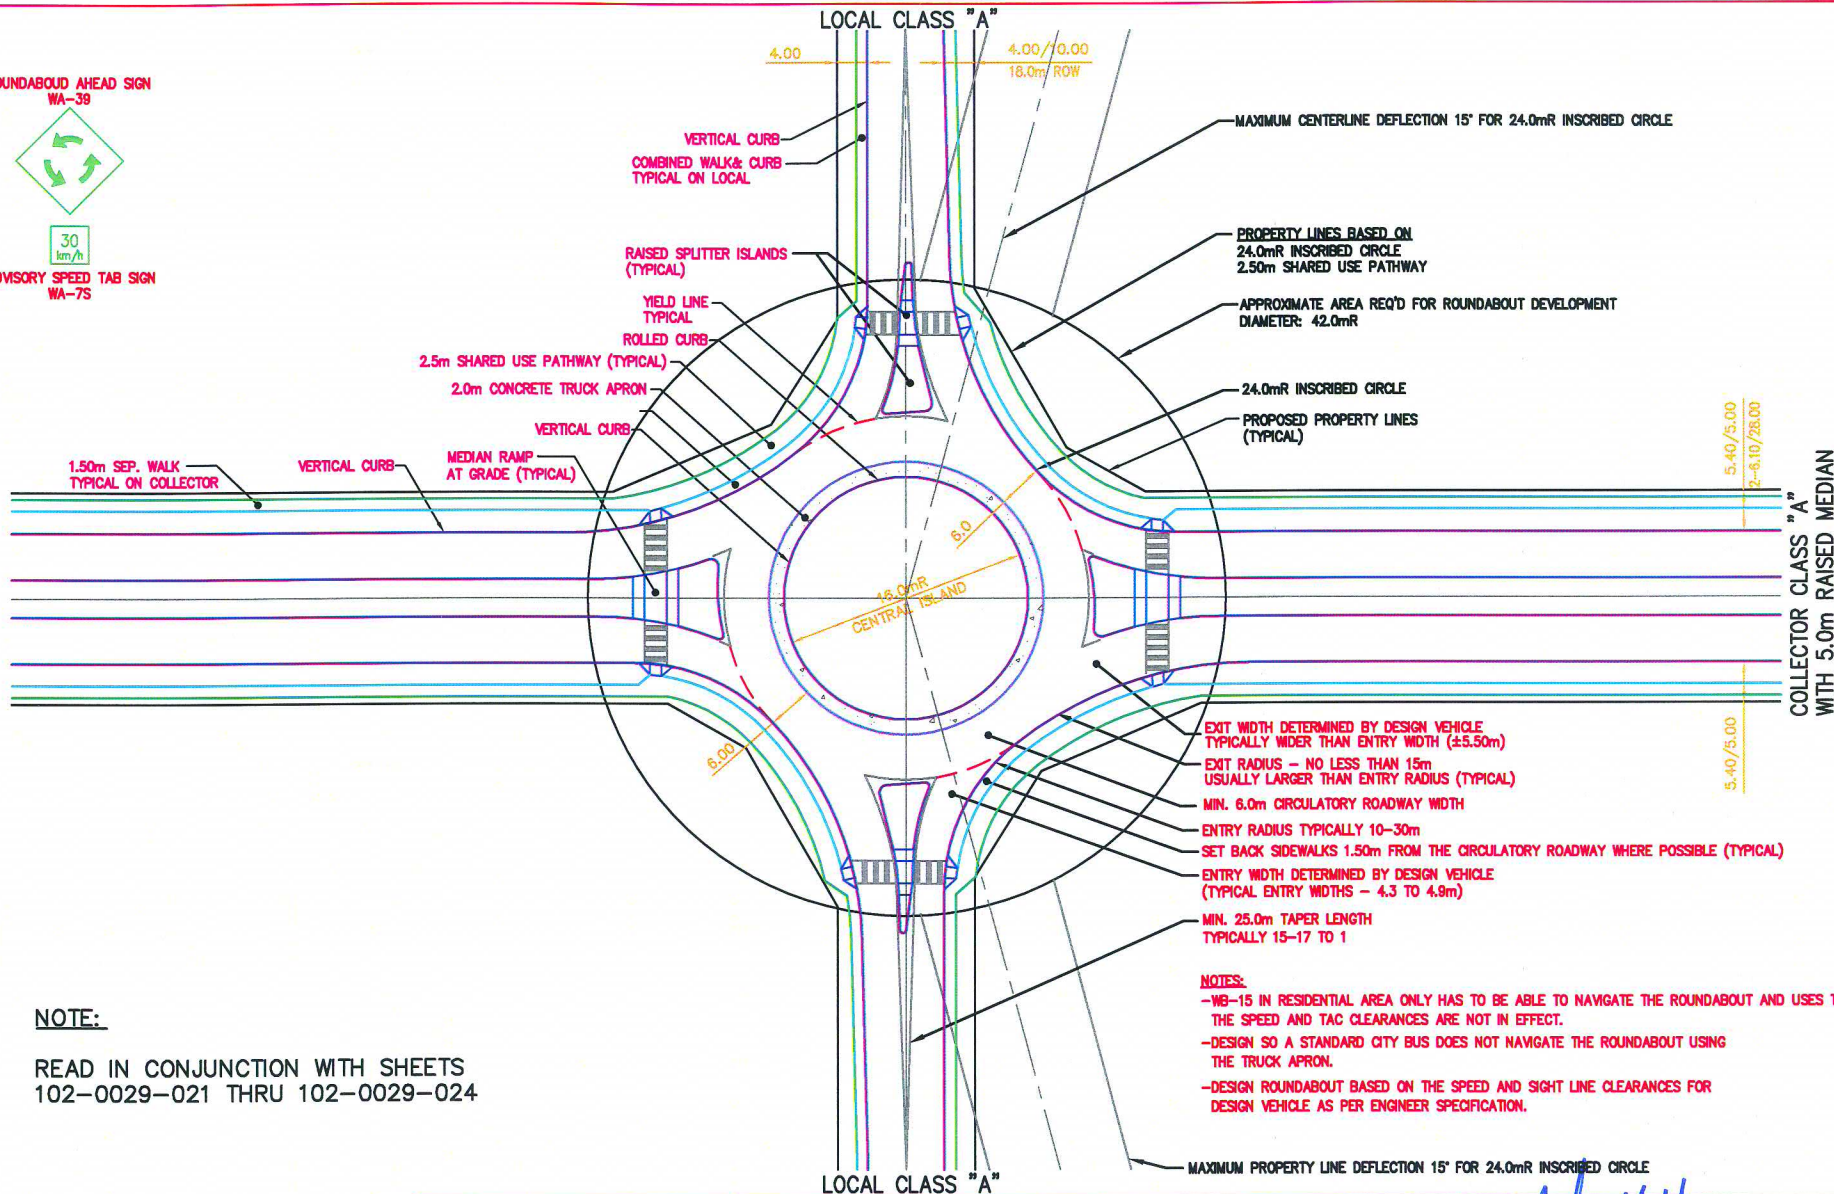 LOCAL CLASS "A"
4.00
4.00/10.00
18.0m ROW
OUNDABOUD AHEAD SIGN
WA-39
30
km/h
VISORY SPEED TAB SIGN
WA-7S
VERTICAL CURB
COMBINED WALK& CURB
TYPICAL ON LOCAL
MAXIMUM CENTERLINE DEFLECTION 15° FOR 24.0mR INSCRIBED CIRCLE
RAISED SPLITTER ISLANDS
(TYPICAL)
PROPERTY LINES BASED ON
24.0mR INSCRIBED CIRCLE
2.50m SHARED USE PATHWAY
YIELD LINE
TYPICAL
APPROXIMATE AREA REQ'D FOR ROUNDABOUT DEVELOPMENT
DIAMETER: 42.0mR
ROLLED CURB
2.5m SHARED USE PATHWAY (TYPICAL)
2.0m CONCRETE TRUCK APRON
24.0mR INSCRIBED CIRCLE
VERTICAL CURB
PROPOSED PROPERTY LINES
(TYPICAL)
MEDIAN RAMP
AT GRADE (TYPICAL)
1.50m SEP. WALK
TYPICAL ON COLLECTOR
VERTICAL CURB
5.40/5.00
2-6.10/28.00
COLLECTOR CLASS "A"
WITH 5.0m RAISED MEDIAN
6.0
16.0mR
CENTRAL ISLAND
6.00
5.40/5.00
EXIT WIDTH DETERMINED BY DESIGN VEHICLE
TYPICALLY WIDER THAN ENTRY WIDTH (±5.50m)
EXIT RADIUS - NO LESS THAN 15m
USUALLY LARGER THAN ENTRY RADIUS (TYPICAL)
MIN. 6.0m CIRCULATORY ROADWAY WIDTH
ENTRY RADIUS TYPICALLY 10-30m
SET BACK SIDEWALKS 1.50m FROM THE CIRCULATORY ROADWAY WHERE POSSIBLE (TYPICAL)
ENTRY WIDTH DETERMINED BY DESIGN VEHICLE
(TYPICAL ENTRY WIDTHS - 4.3 TO 4.9m)
MIN. 25.0m TAPER LENGTH
TYPICALLY 15-17 TO 1
NOTES:
-WB-15 IN RESIDENTIAL AREA ONLY HAS TO BE ABLE TO NAVIGATE THE ROUNDABOUT AND USES
THE SPEED AND TAC CLEARANCES ARE NOT IN EFFECT.
-DESIGN SO A STANDARD CITY BUS DOES NOT NAVIGATE THE ROUNDABOUT USING
THE TRUCK APRON.
-DESIGN ROUNDABOUT BASED ON THE SPEED AND SIGHT LINE CLEARANCES FOR
DESIGN VEHICLE AS PER ENGINEER SPECIFICATION.
NOTE:
READ IN CONJUNCTION WITH SHEETS
102-0029-021 THRU 102-0029-024
MAXIMUM PROPERTY LINE DEFLECTION 15° FOR 24.0mR INSCRIBED CIRCLE
LOCAL CLASS "A"